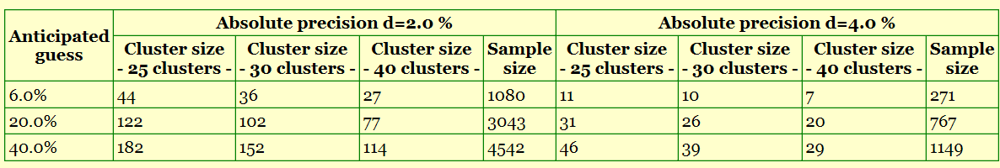 Anticipated guess Absolute precision d=2.0 % Absolute precision d=4.0 %
Cluster size - 25 clusters - Cluster size - 30 clusters - Cluster size - 40 clusters - Sample size Cluster size - 25 clusters - Cluster size - 30 clusters - Cluster size - 40 clusters - Sample size
6.0% 44 36 27 1080 11 10 7 271
20.0% 122 102 77 3043 31 26 20 767
40.0% 182 152 114 4542 46 39 29 1149